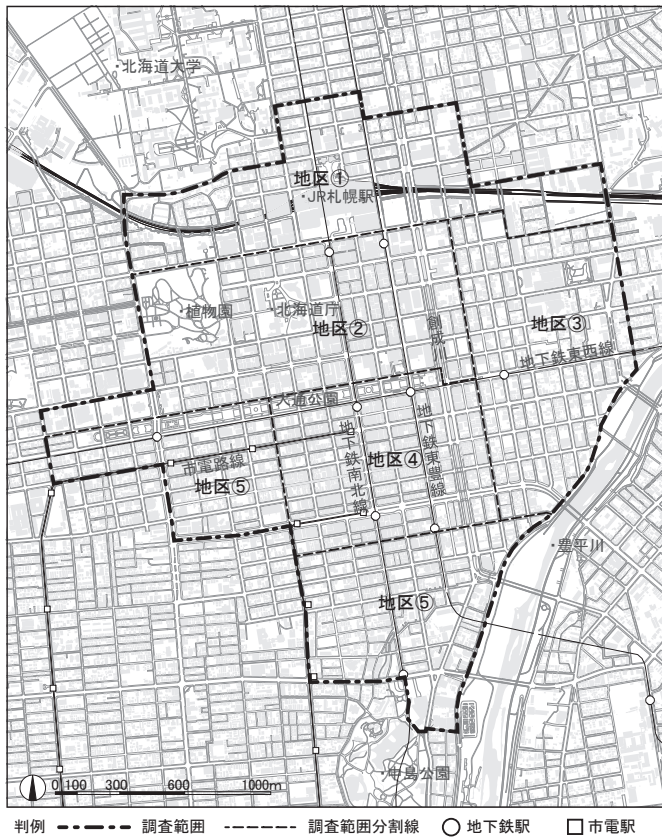 ・北海道大学
地区①
・JR札幌駅
・植物園
・北海道庁
地区②
創成川
地区③
地下鉄東西線
・大通公園
市電路線
地下鉄南北線
地区④
地下鉄東豊線
地区⑤
・豊平川
地区⑤
・中島公園
0 100 300 600 1000m
判例 調査範囲 調査範囲分割線 地下鉄駅 市電駅